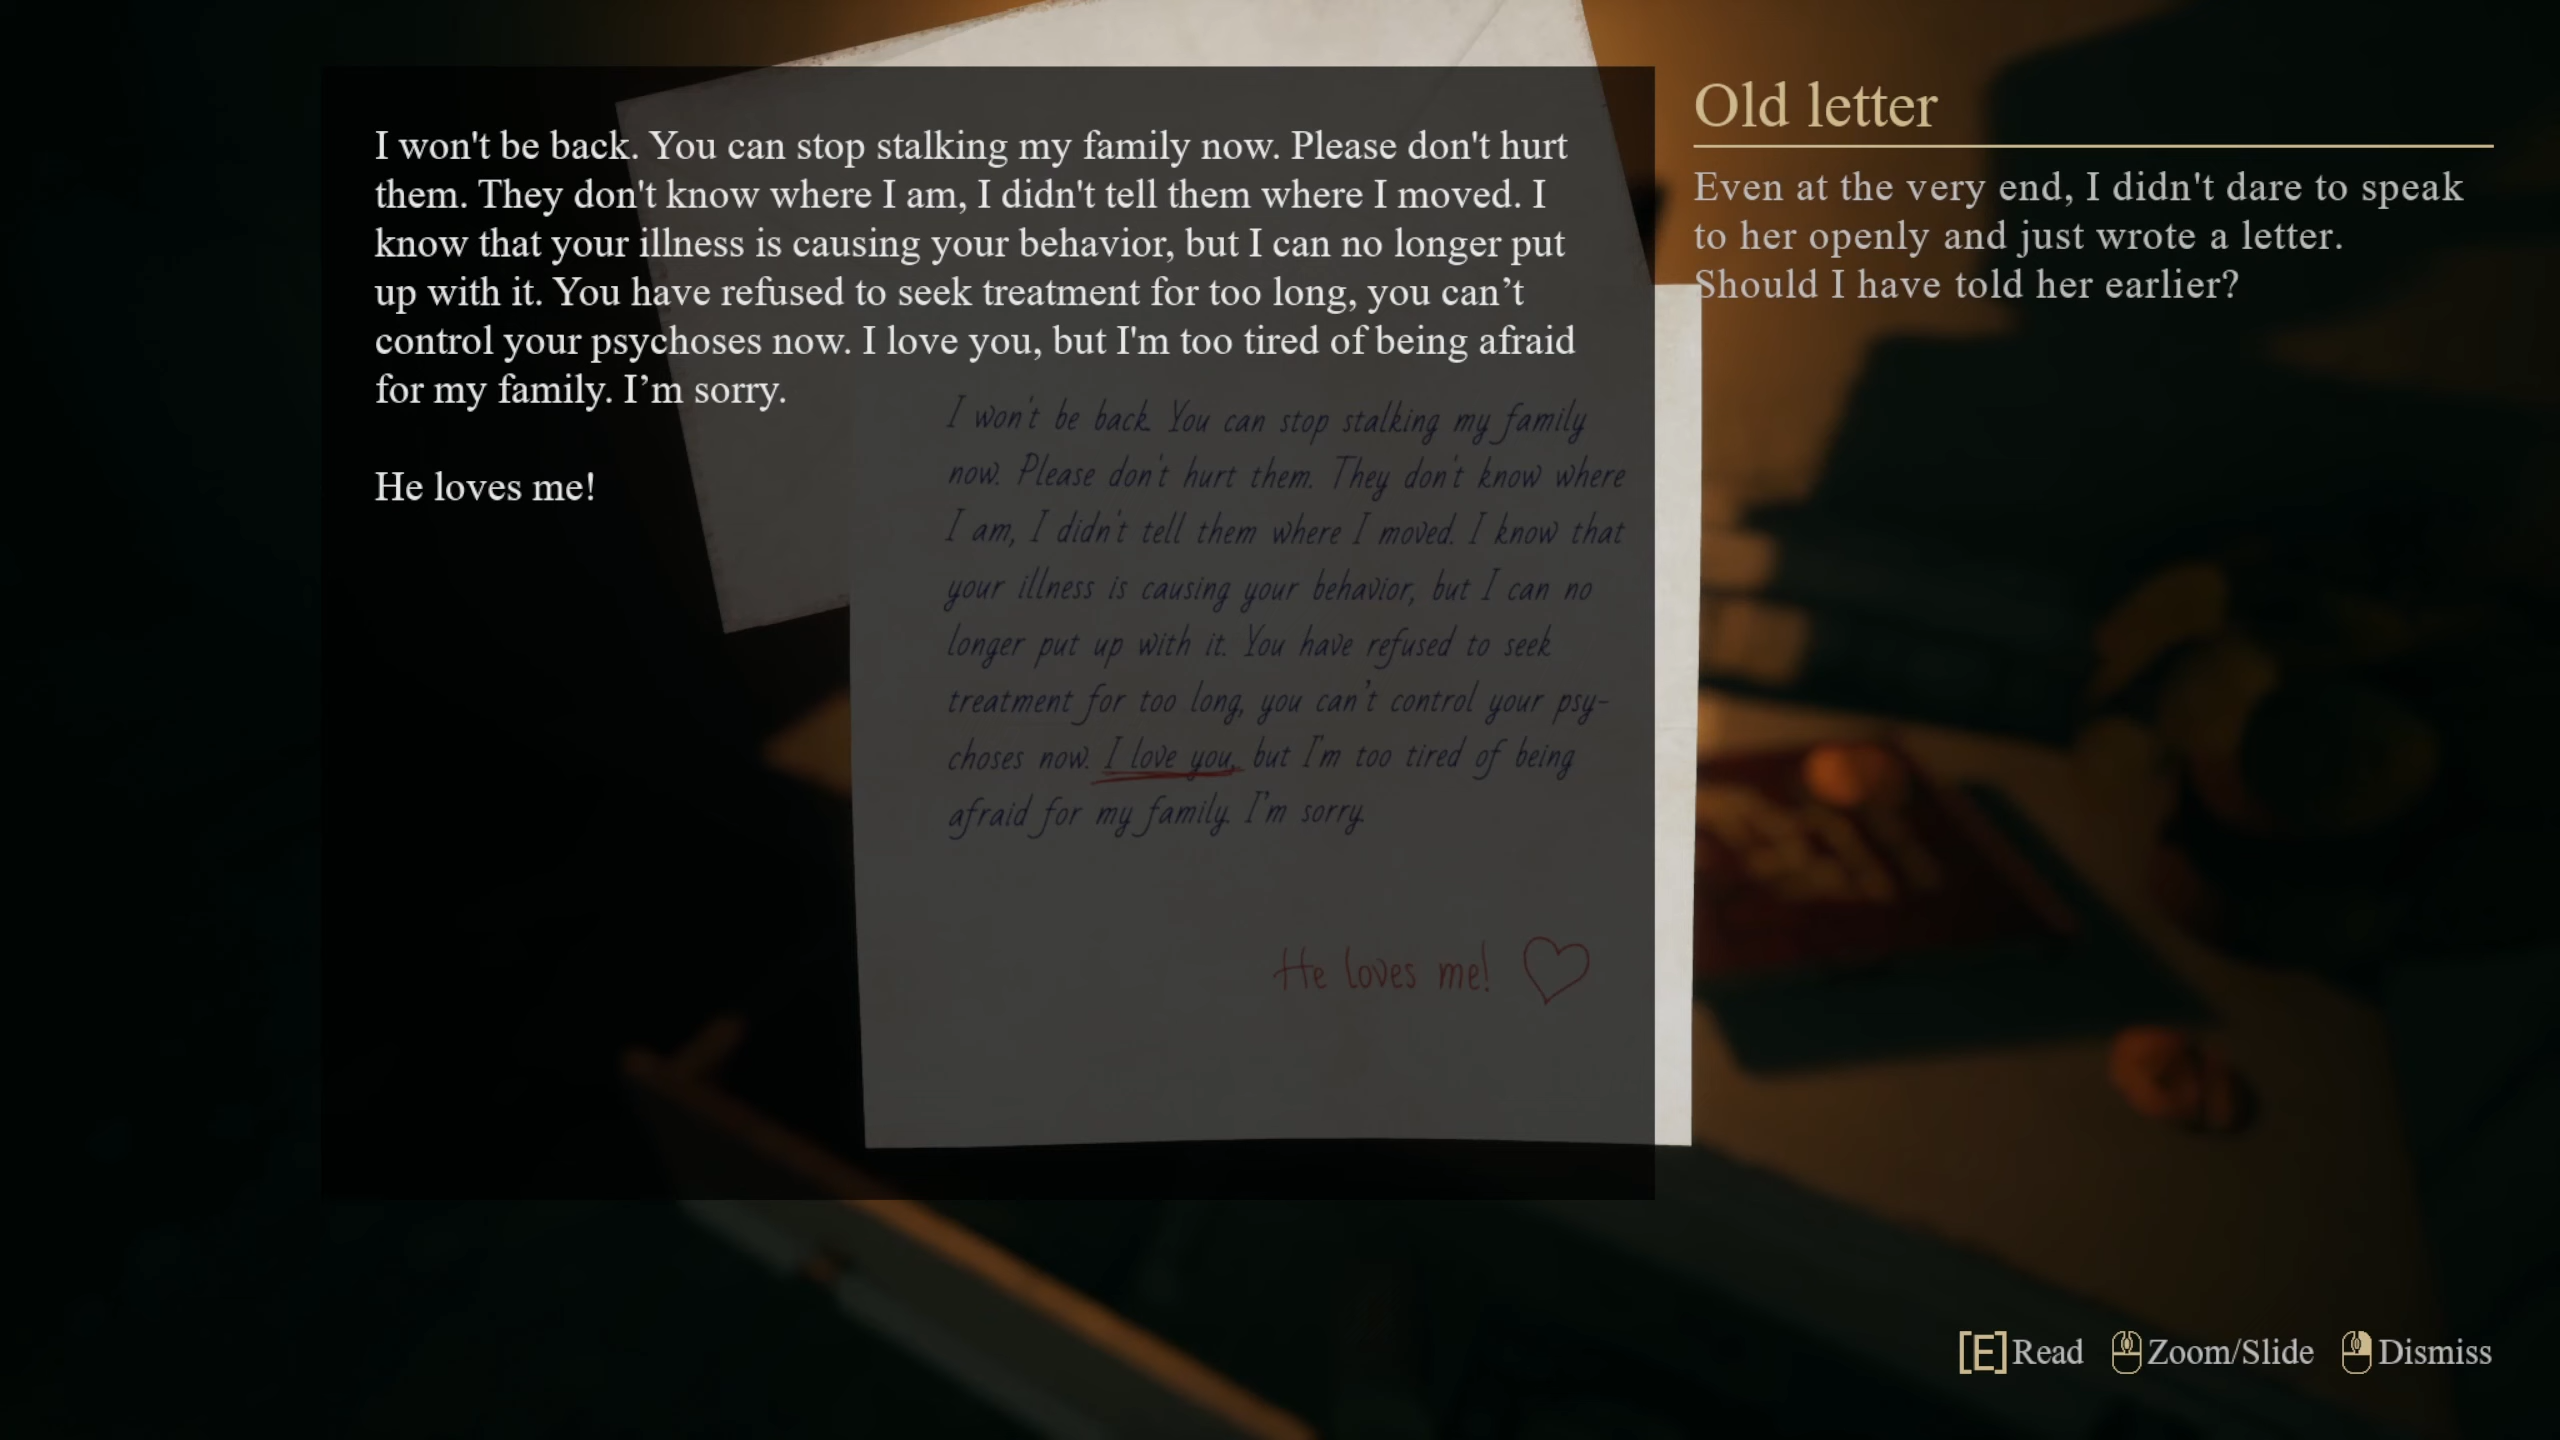 I won't be back. You can stop stalking my family now. Please don't hurt
them. They don't know where I am, I didn't tell them where I moved. I
know that your illness is causing your behavior, but I can no longer put
up with it. You have refused to seek treatment for too long, you can’t
control your psychoses now. I love you, but I'm too tired of being afraid
for my family. I’m sorry.
He loves me!
I won't be back. You can stop stalking my family
now. Please don't hurt them. They don't know where
I am, I didn't tell them where I moved. I know that
your illness is causing your behavior, but I can no
longer put up with it. You have refused to seek
treatment for too long, you can’t control your psy-
choses now. I love you, but I'm too tired of being
afraid for my family. I’m sorry.
He loves me!
Old letter
Even at the very end, I didn't dare to speak
to her openly and just wrote a letter.
Should I have told her earlier?
[E] Read Zoom/Slide Dismiss